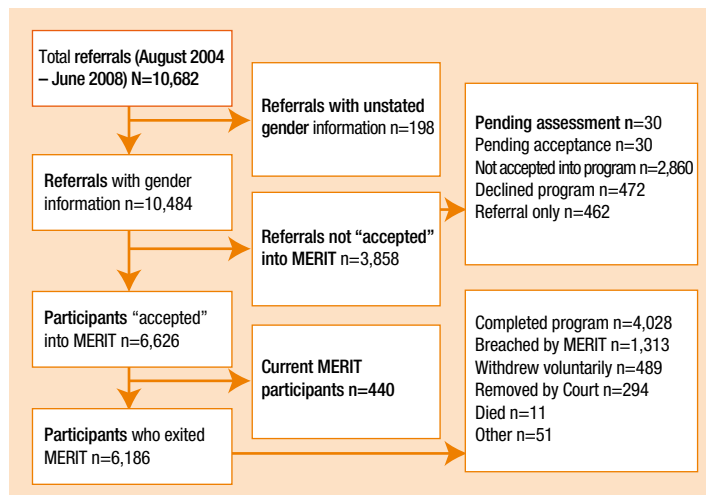 Total referrals (August 2004
– June 2008) N=10,682
Referrals with unstated
gender information n=198
Referrals with gender
information n=10,484
Referrals not “accepted”
into MERIT n=3,858
Pending assessment n=30
Pending acceptance n=30
Not accepted into program n=2,860
Declined program n=472
Referral only n=462
Participants “accepted”
into MERIT n=6,626
Current MERIT
participants n=440
Participants who exited
MERIT n=6,186
Completed program n=4,028
Breached by MERIT n=1,313
Withdrew voluntarily n=489
Removed by Court n=294
Died n=11
Other n=51